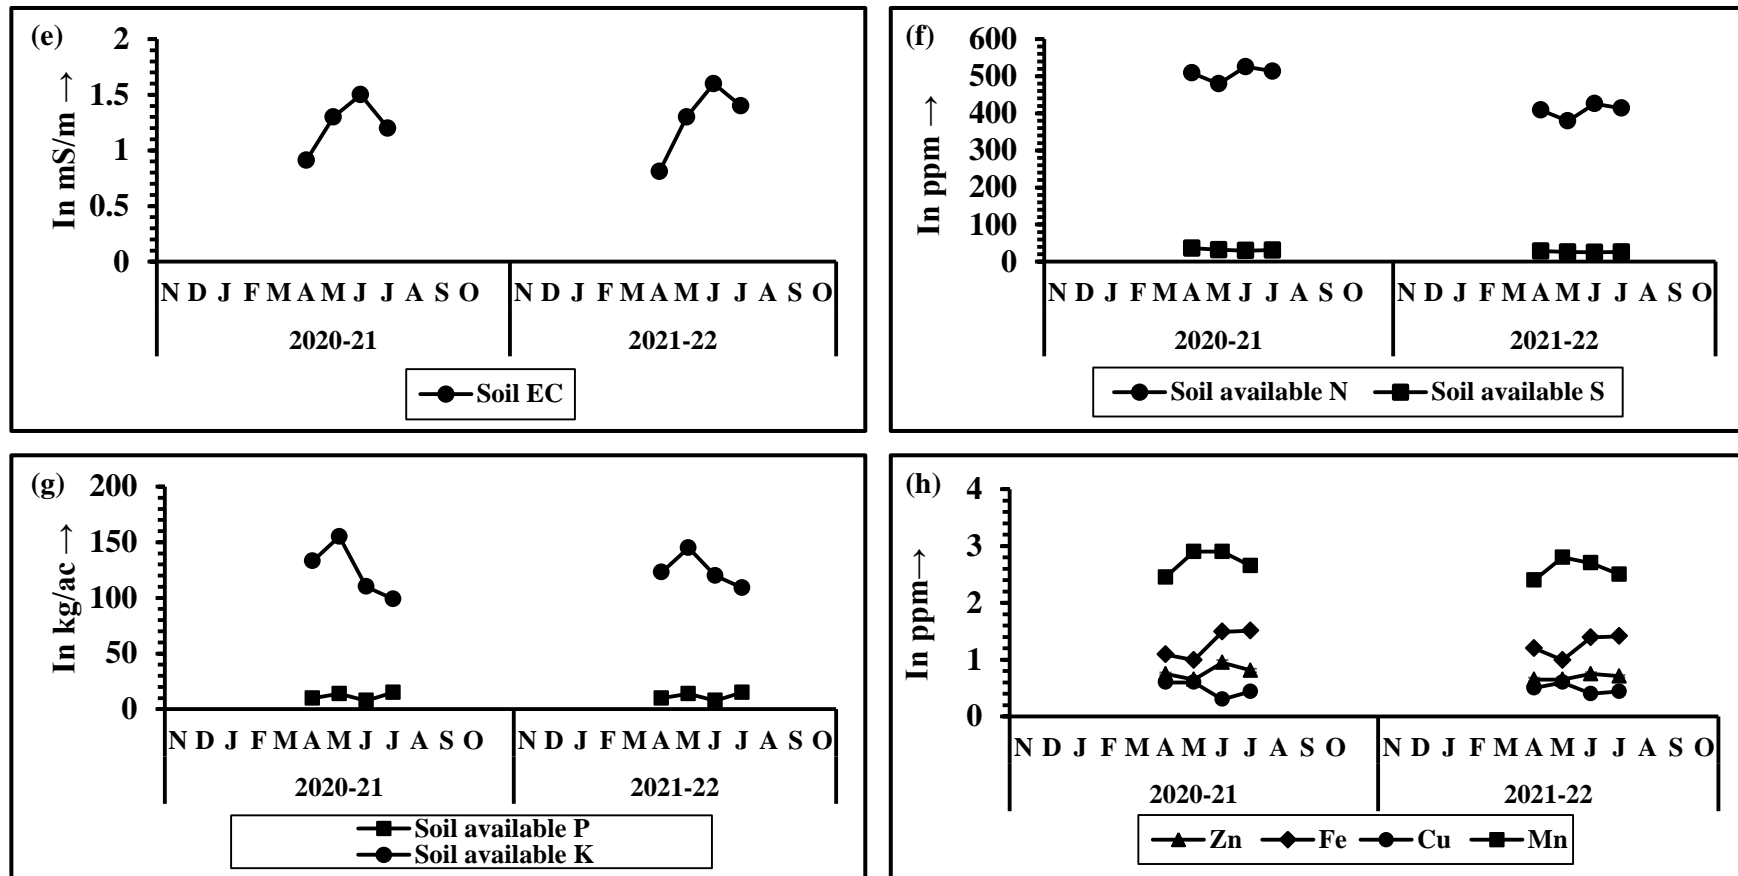 (e)
In mS/m →
2
1.5
1
0.5
0
N D J F M A M J J A S O N D J F M A M J J A S O
2020-21 2021-22
Soil EC
(f)
In ppm →
600
500
400
300
200
100
0
N D J F M A M J J A S O N D J F M A M J J A S O
2020-21 2021-22
Soil available N Soil available S
(g)
In kg/ac →
200
150
100
50
0
N D J F M A M J J A S O N D J F M A M J J A S O
2020-21 2021-22
Soil available P
Soil available K
(h)
In ppm→
4
3
2
1
0
N D J F M A M J J A S O N D J F M A M J J A S O
2020-21 2021-22
Zn Fe Cu Mn